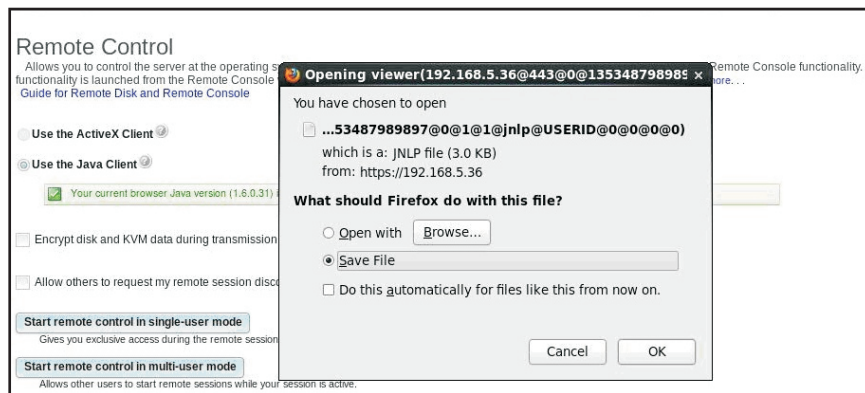 Remote Control
Allows you to control the server at the operating s
Remote Console functionality.
functionality is launched from the Remote Console
ore. . .
Guide for Remote Disk and Remote Console
Use the ActiveX Client
Use the Java Client
Your current browser Java version (1.6.0.31) i
Encrypt disk and KVM data during transmission
Allow others to request my remote session disc
Start remote control in single-user mode
Gives you exclusive access during the remote session
Start remote control in multi-user mode
Allows other users to start remote sessions while your session is active.
Opening viewer(192.168.5.36@443@0@135348798989
You have chosen to open
...53487989897@0@1@1@jnlp@USERID@0@0@0@0)
which is a: JNLP file (3.0 KB)
from: https://192.168.5.36
What should Firefox do with this file?
Open with Browse...
Save File
Do this automatically for files like this from now on.
Cancel OK